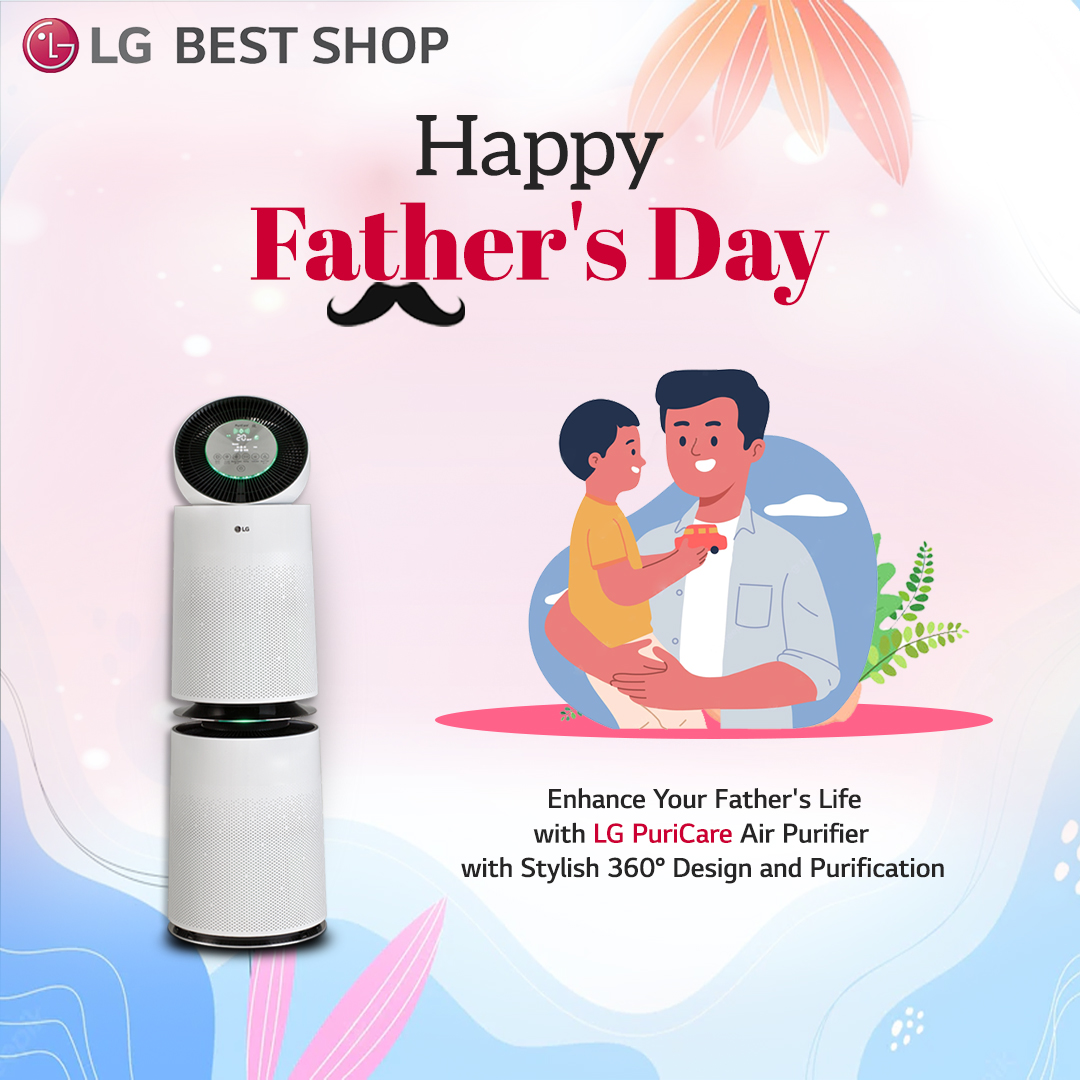 LG BEST SHOP
Happy
Father's Day
LG
Enhance Your Father's Life
with LG PuriCare Air Purifier
with Stylish 360° Design and Purification